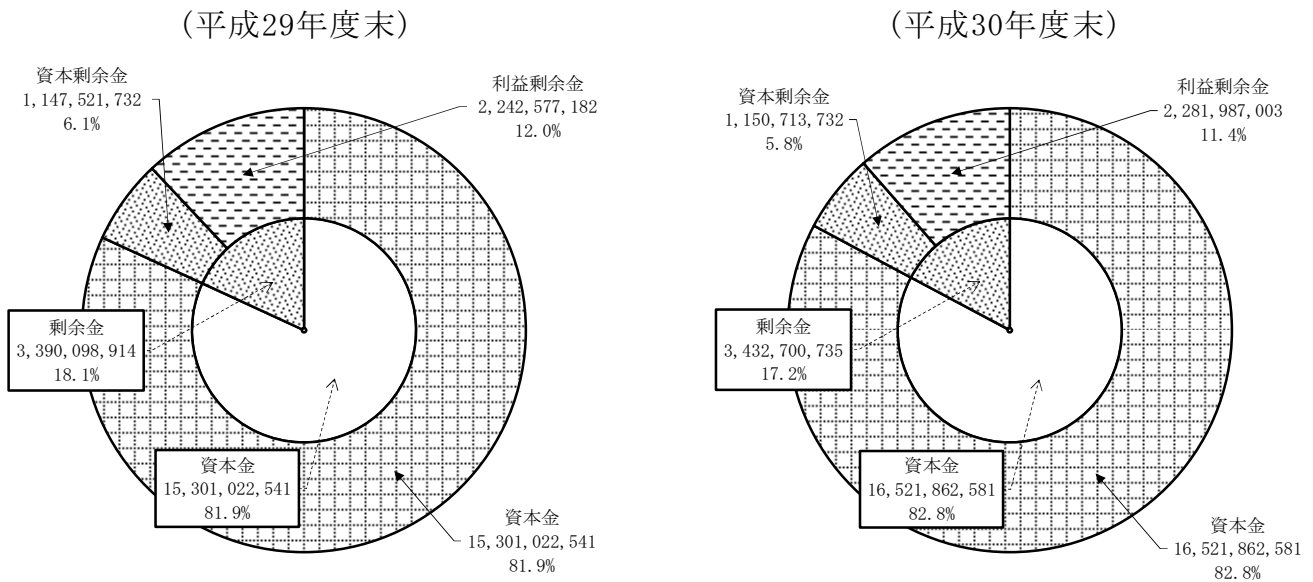 (平成29年度末)
資本剰余金
1,147,521,732
6.1%
利益剰余金
2,242,577,182
12.0%
剰余金
3,390,098,914
18.1%
資本金
15,301,022,541
81.9%
資本金
15,301,022,541
81.9%
(平成30年度末)
資本剰余金
1,150,713,732
5.8%
利益剰余金
2,281,987,003
11.4%
剰余金
3,432,700,735
17.2%
資本金
16,521,862,581
82.8%
資本金
16,521,862,581
82.8%